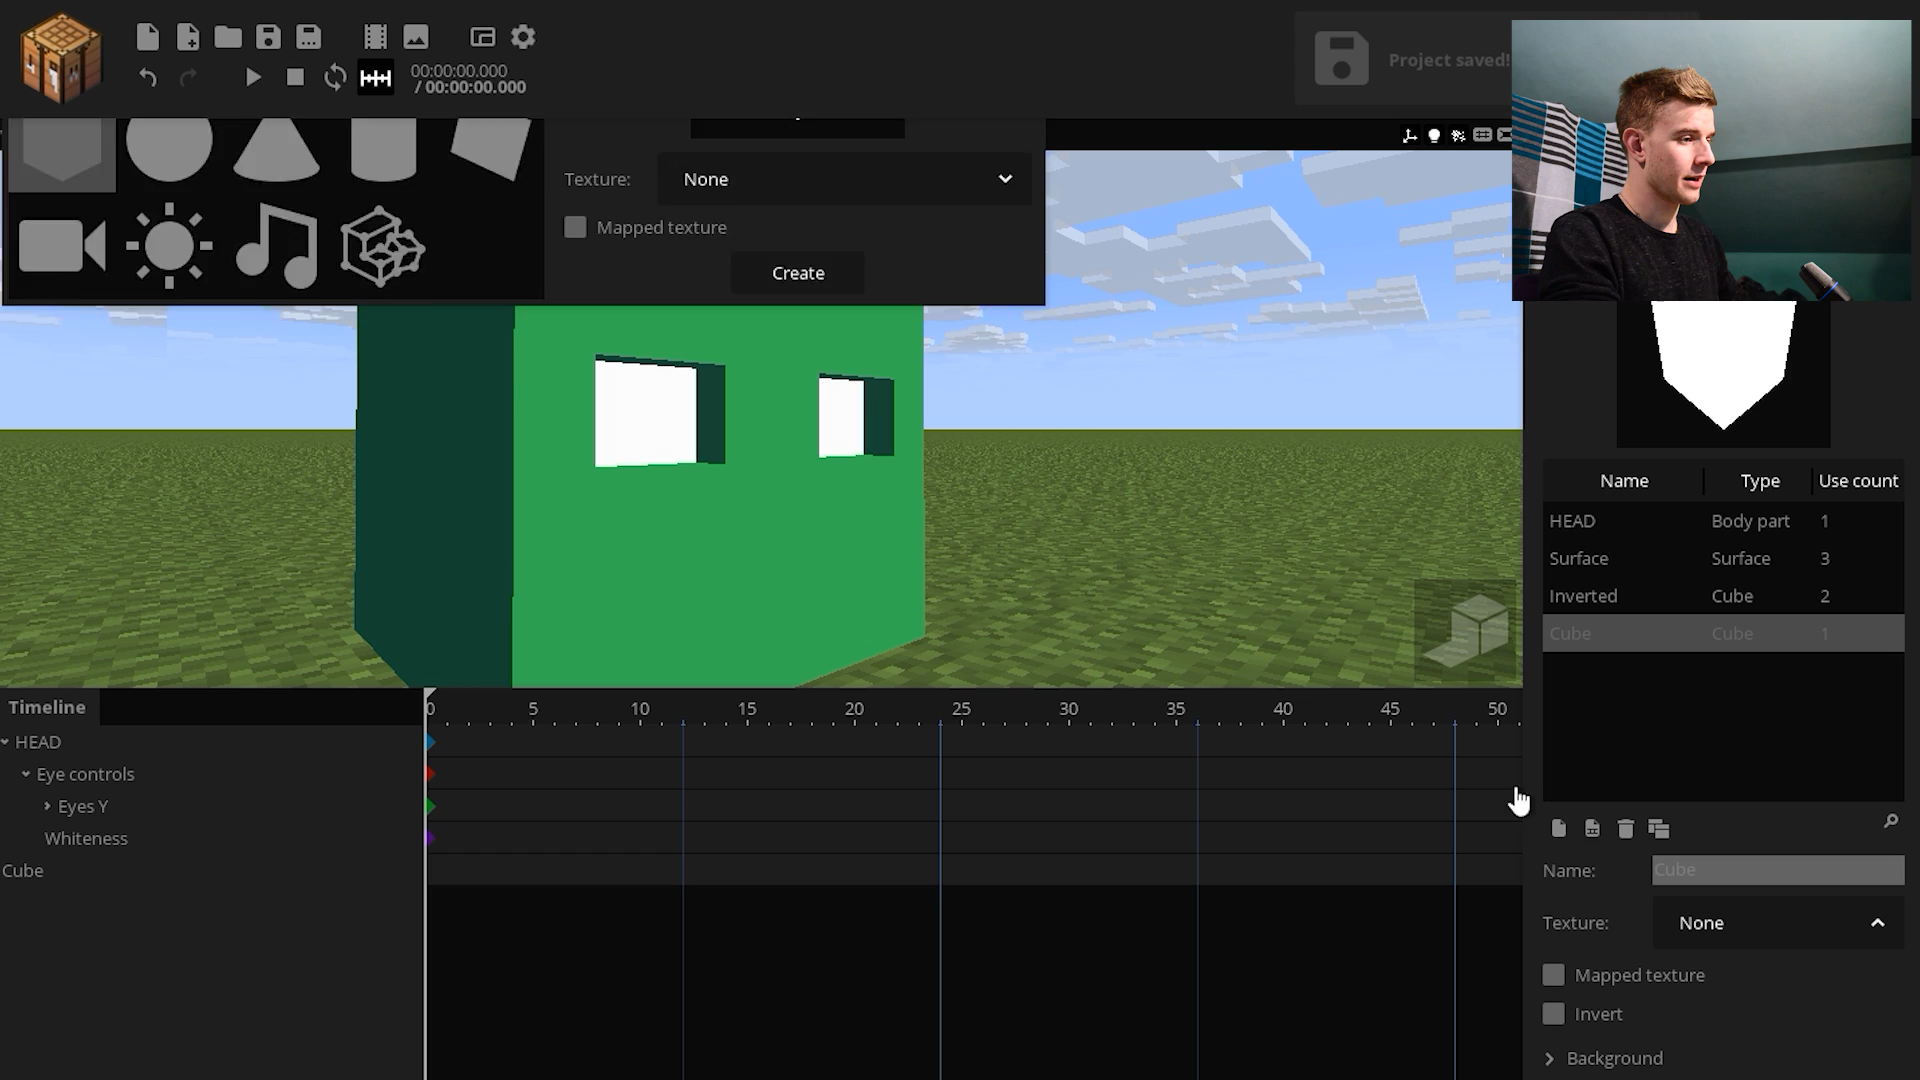 00:00:00.000
/ 00:00:00.000
Project saved!
Texture: None
Mapped texture
Create
Name Type Use count
HEAD Body part 1
Surface Surface 3
Inverted Cube 2
Cube Cube 1
Timeline
0 5 10 15 20 25 30 35 40 45 50
HEAD
Eye controls
Eyes Y
Whiteness
Cube
Name: Cube
Texture: None
Mapped texture
Invert
Background